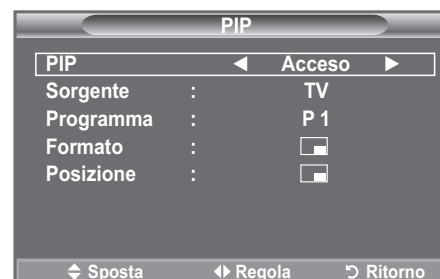 PIP
PIP ◀ Acceso ▶
Sorgente : TV
Programma : P 1
Formato :
Posizione :
Sposta Regola Ritorno